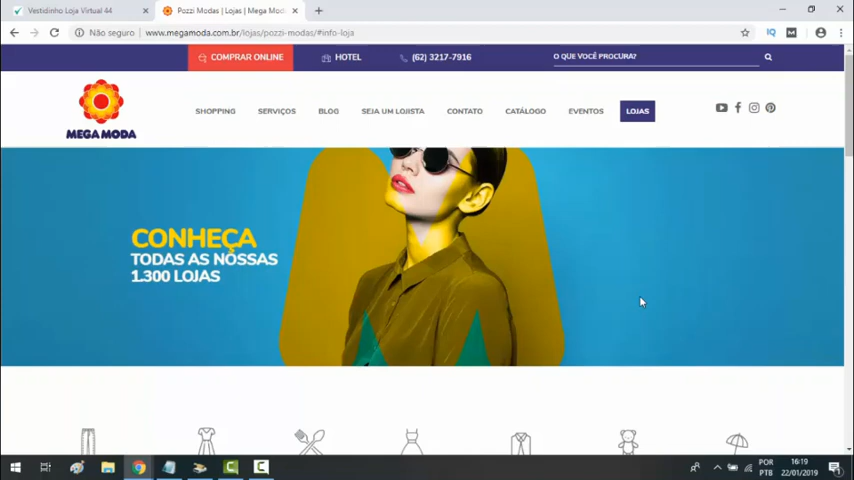 Vestidinho Loja Virtual 44
Pozzi Modas | Lojas | Mega Mod
Não seguro
www.megamoda.com.br/lojas/pozzi-modas/#info-loja
COMPRAR ONLINE
HOTEL
(62) 3217-7916
O QUE VOCÊ PROCURA?
MEGA MODA
SHOPPING
SERVIÇOS
BLOG
SEJA UM LOJISTA
CONTATO
CATÁLOGO
EVENTOS
LOJAS
CONHEÇA
TODAS AS NOSSAS
1.300 LOJAS
POR
PTB
16:19
22/01/2019